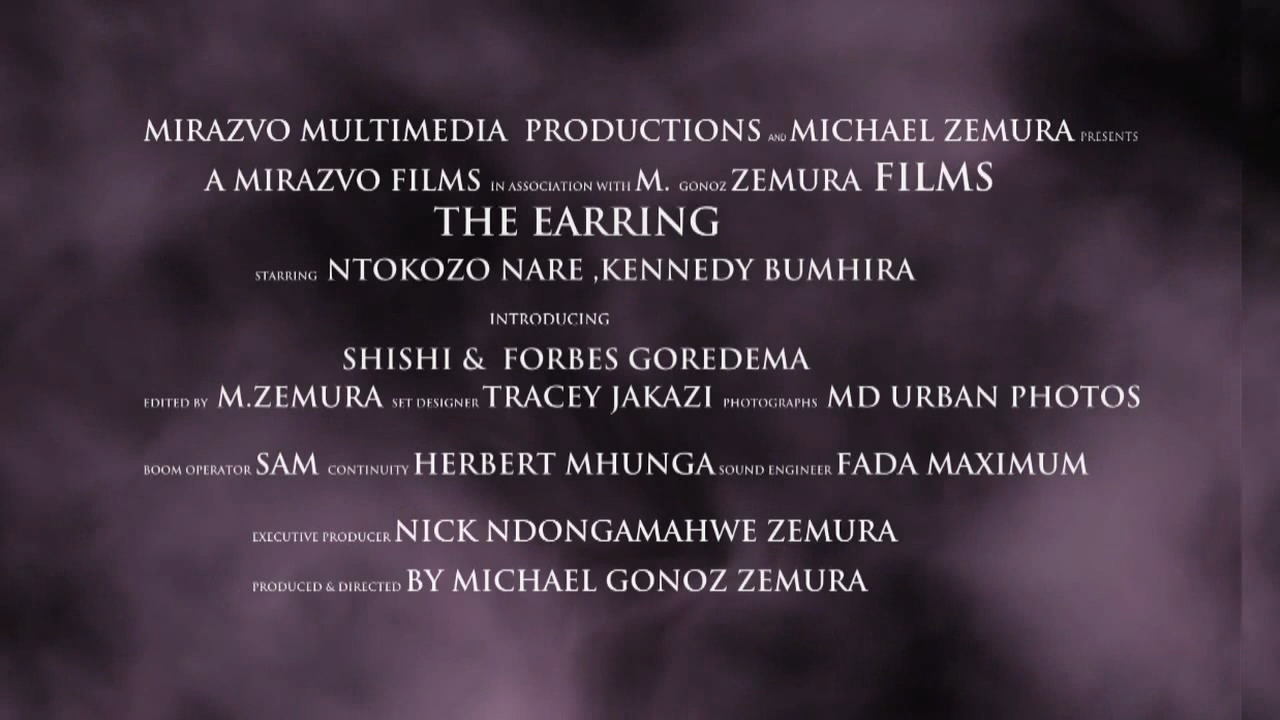 MIRAZVO MULTIMEDIA PRODUCTIONS AND MICHAEL ZEMURA PRESENTS
A MIRAZVO FILMS IN ASSOCIATION WITH M. GONOZ ZEMURA FILMS
THE EARRING
STARRING NTOKOZO NARE ,KENNEDY BUMHIRA
INTRODUCING
SHISHI & FORBES GOREDEMA
EDITED BY M.ZEMURA SET DESIGNER TRACEY JAKAZI PHOTOGRAPHS MD URBAN PHOTOS
BOOM OPERATOR SAM CONTINUITY HERBERT MHUNGA SOUND ENGINEER FADA MAXIMUM
EXECUTIVE PRODUCER NICK NDONGAMAHWE ZEMURA
PRODUCED & DIRECTED BY MICHAEL GONOZ ZEMURA